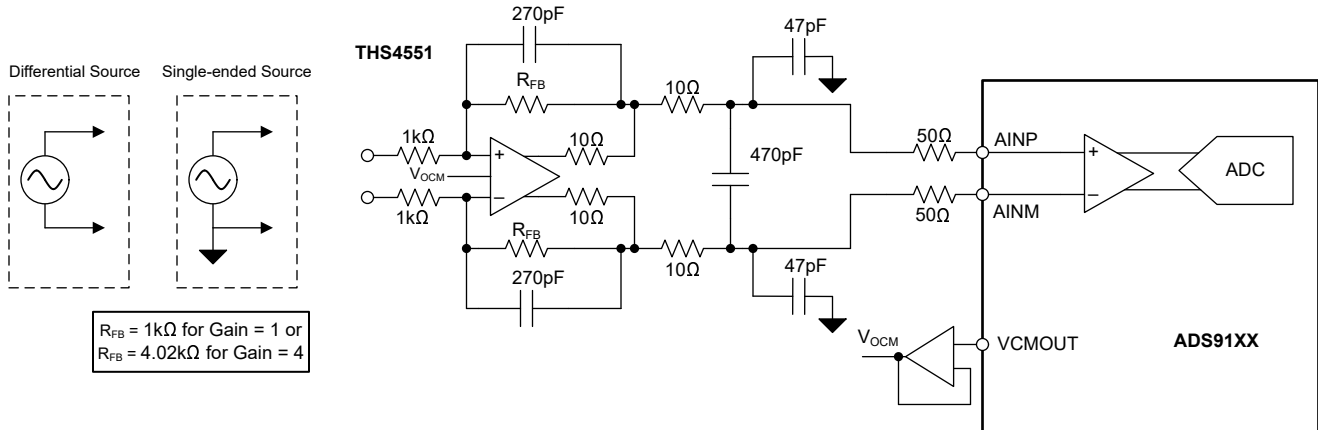 270pF
47pF
THS4551
Differential Source
Single-ended Source
RFB
10Ω
1kΩ
10Ω
50Ω
AINP
+
+
VOCM
470pF
ADC
−
−
1kΩ
10Ω
50Ω
AINM
RFB
10Ω
270pF
47pF
RFB = 1kΩ for Gain = 1 or
RFB = 4.02kΩ for Gain = 4
VOCM
VCMOUT
ADS91XX